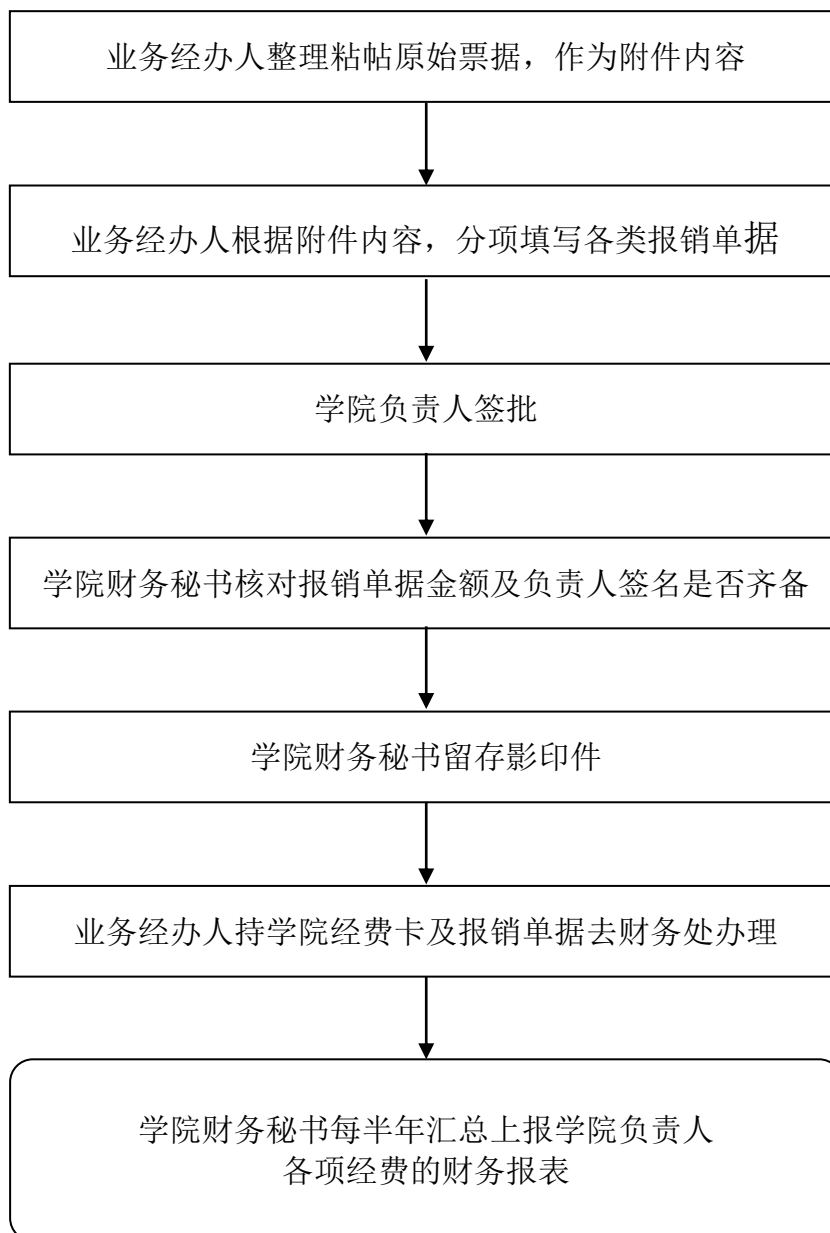 业务经办人整理粘帖原始票据，作为附件内容
业务经办人根据附件内容，分项填写各类报销单据
学院负责人签批
学院财务秘书核对报销单据金额及负责人签名是否齐备
学院财务秘书留存影印件
业务经办人持学院经费卡及报销单据去财务处办理
学院财务秘书每半年汇总上报学院负责人
各项经费的财务报表